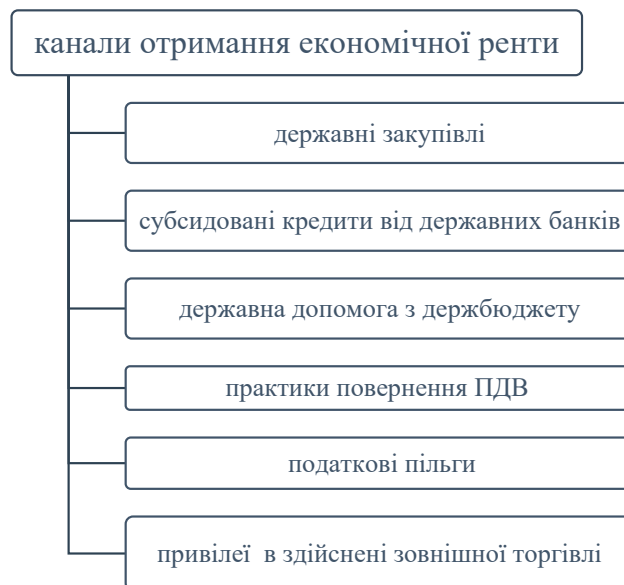 канали отримання економічної ренти
державні закупівлі
субсидовані кредити від державних банків
державна допомога з держбюджету
практики повернення ПДВ
податкові пільги
привілеї  в здійснені зовнішної торгівлі